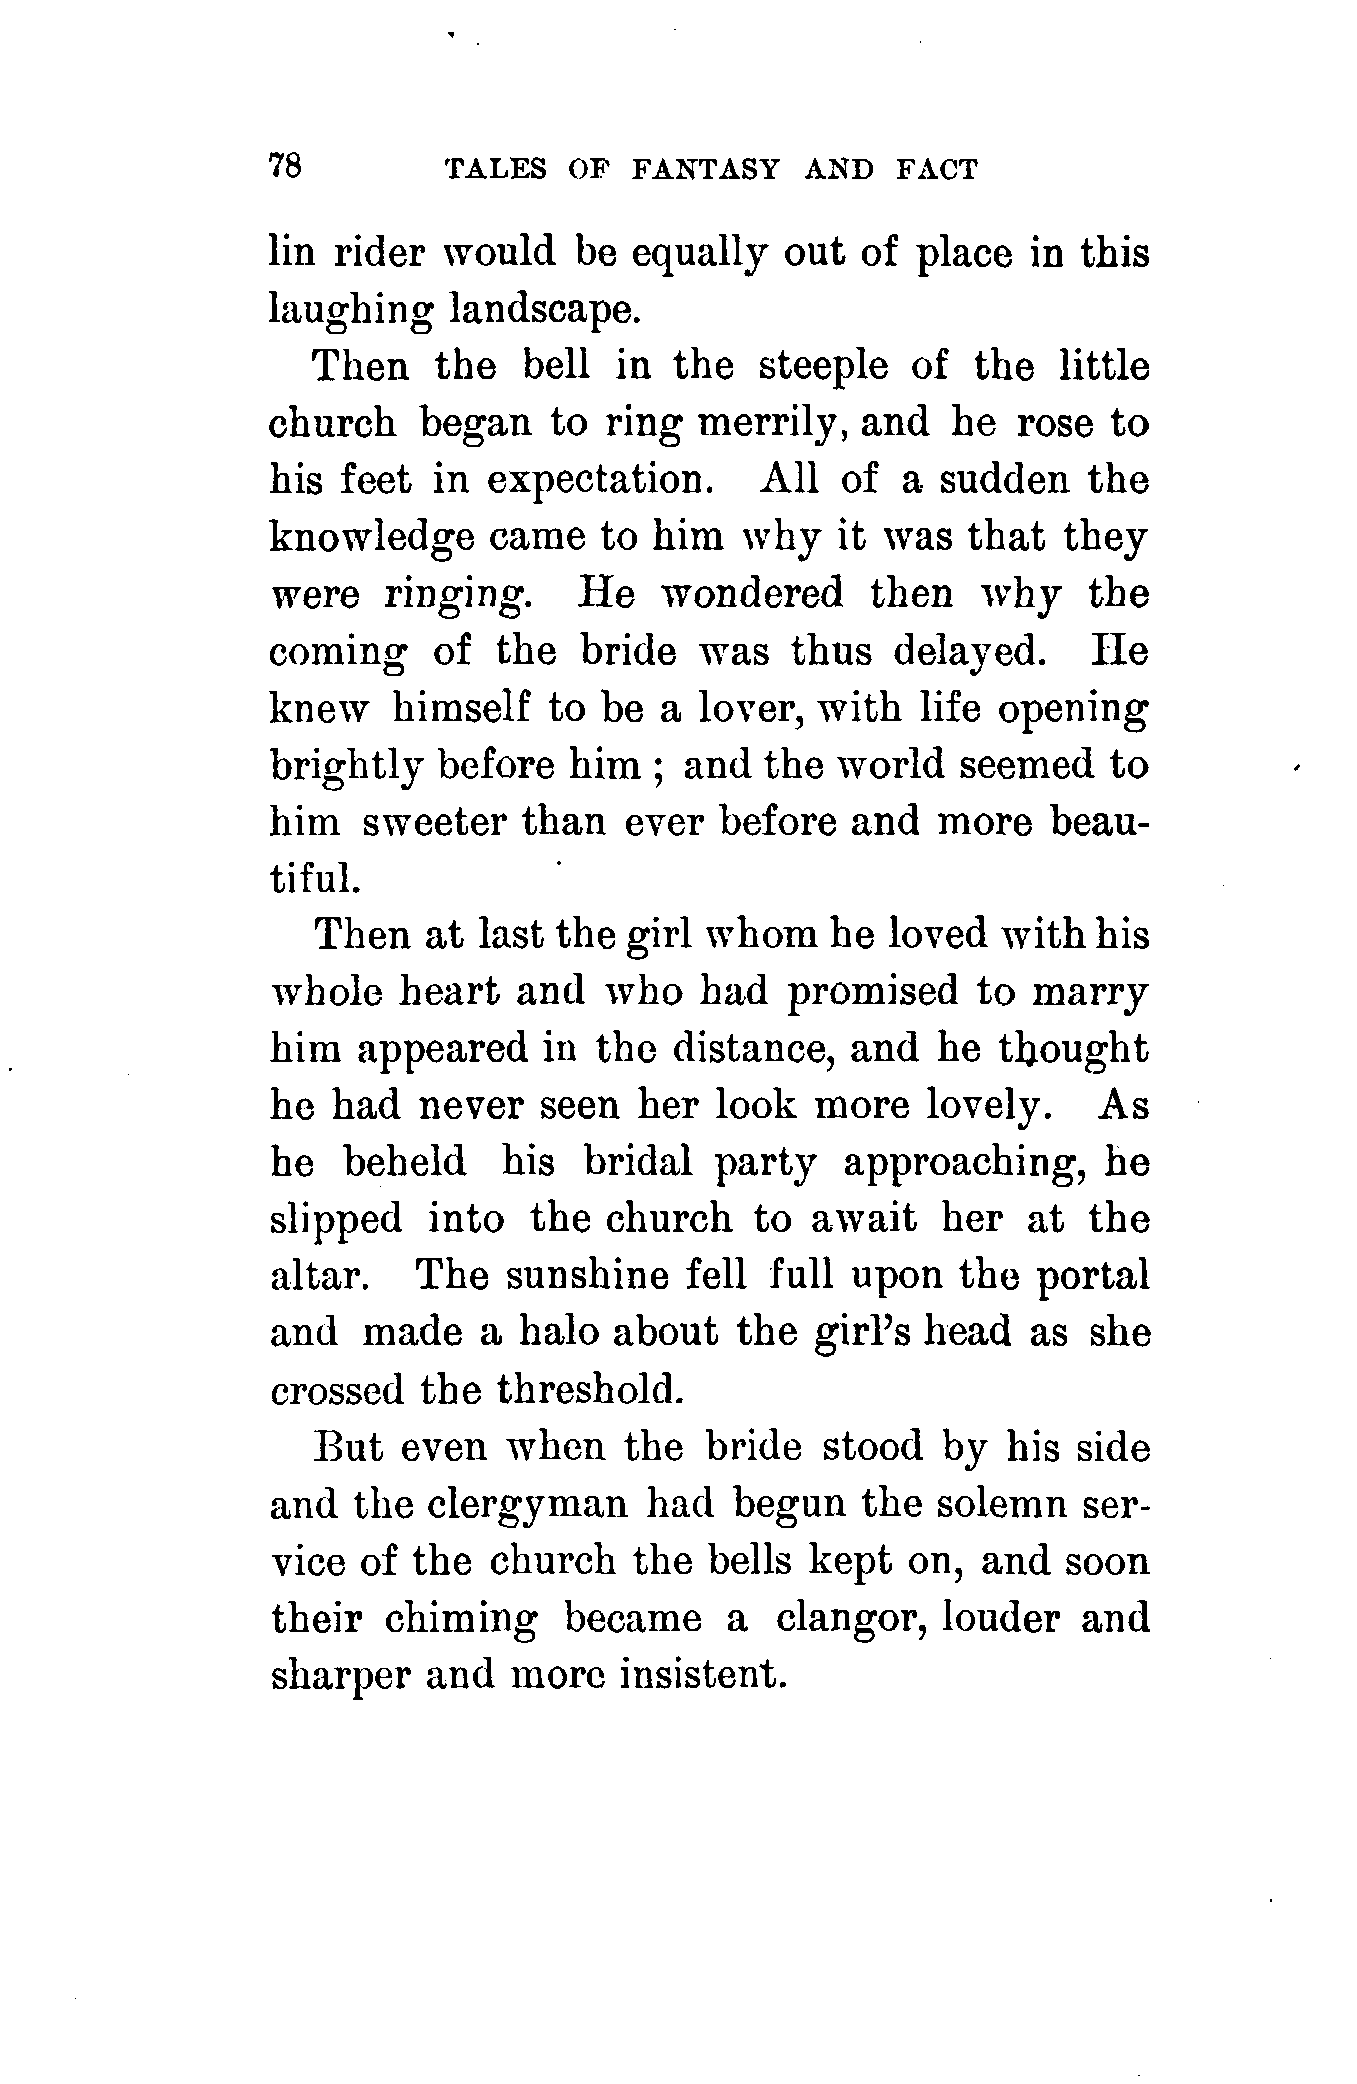 78 TALES OF FANTASY AND FACT
lin rider would be equally out of place in this
laughing landscape.
Then the bell in the steeple of the little
church began to ring merrily, and he rose to
his feet in expectation. All of a sudden the
knowledge came to him why it was that they
were ringing. He wondered then why the
coming of the bride was thus delayed. He
knew himself to be a lover, with life opening
brightly before him ; and the world seemed to
him sweeter than ever before and more beau-
tiful.
Then at last the girl whom he loved with his
whole heart and who had promised to marry
him appeared in the distance, and he thought
he had never seen her look more lovely. As
he beheld his bridal party approaching, he
slipped into the church to await her at the
altar. The sunshine fell full upon the portal
and made a halo about the girl's head as she
crossed the threshold.
But even when the bride stood by his side
and the clergyman had begun the solemn ser-
vice of the church the bells kept on, and soon
their chiming became a clangor, louder and
sharper and more insistent.